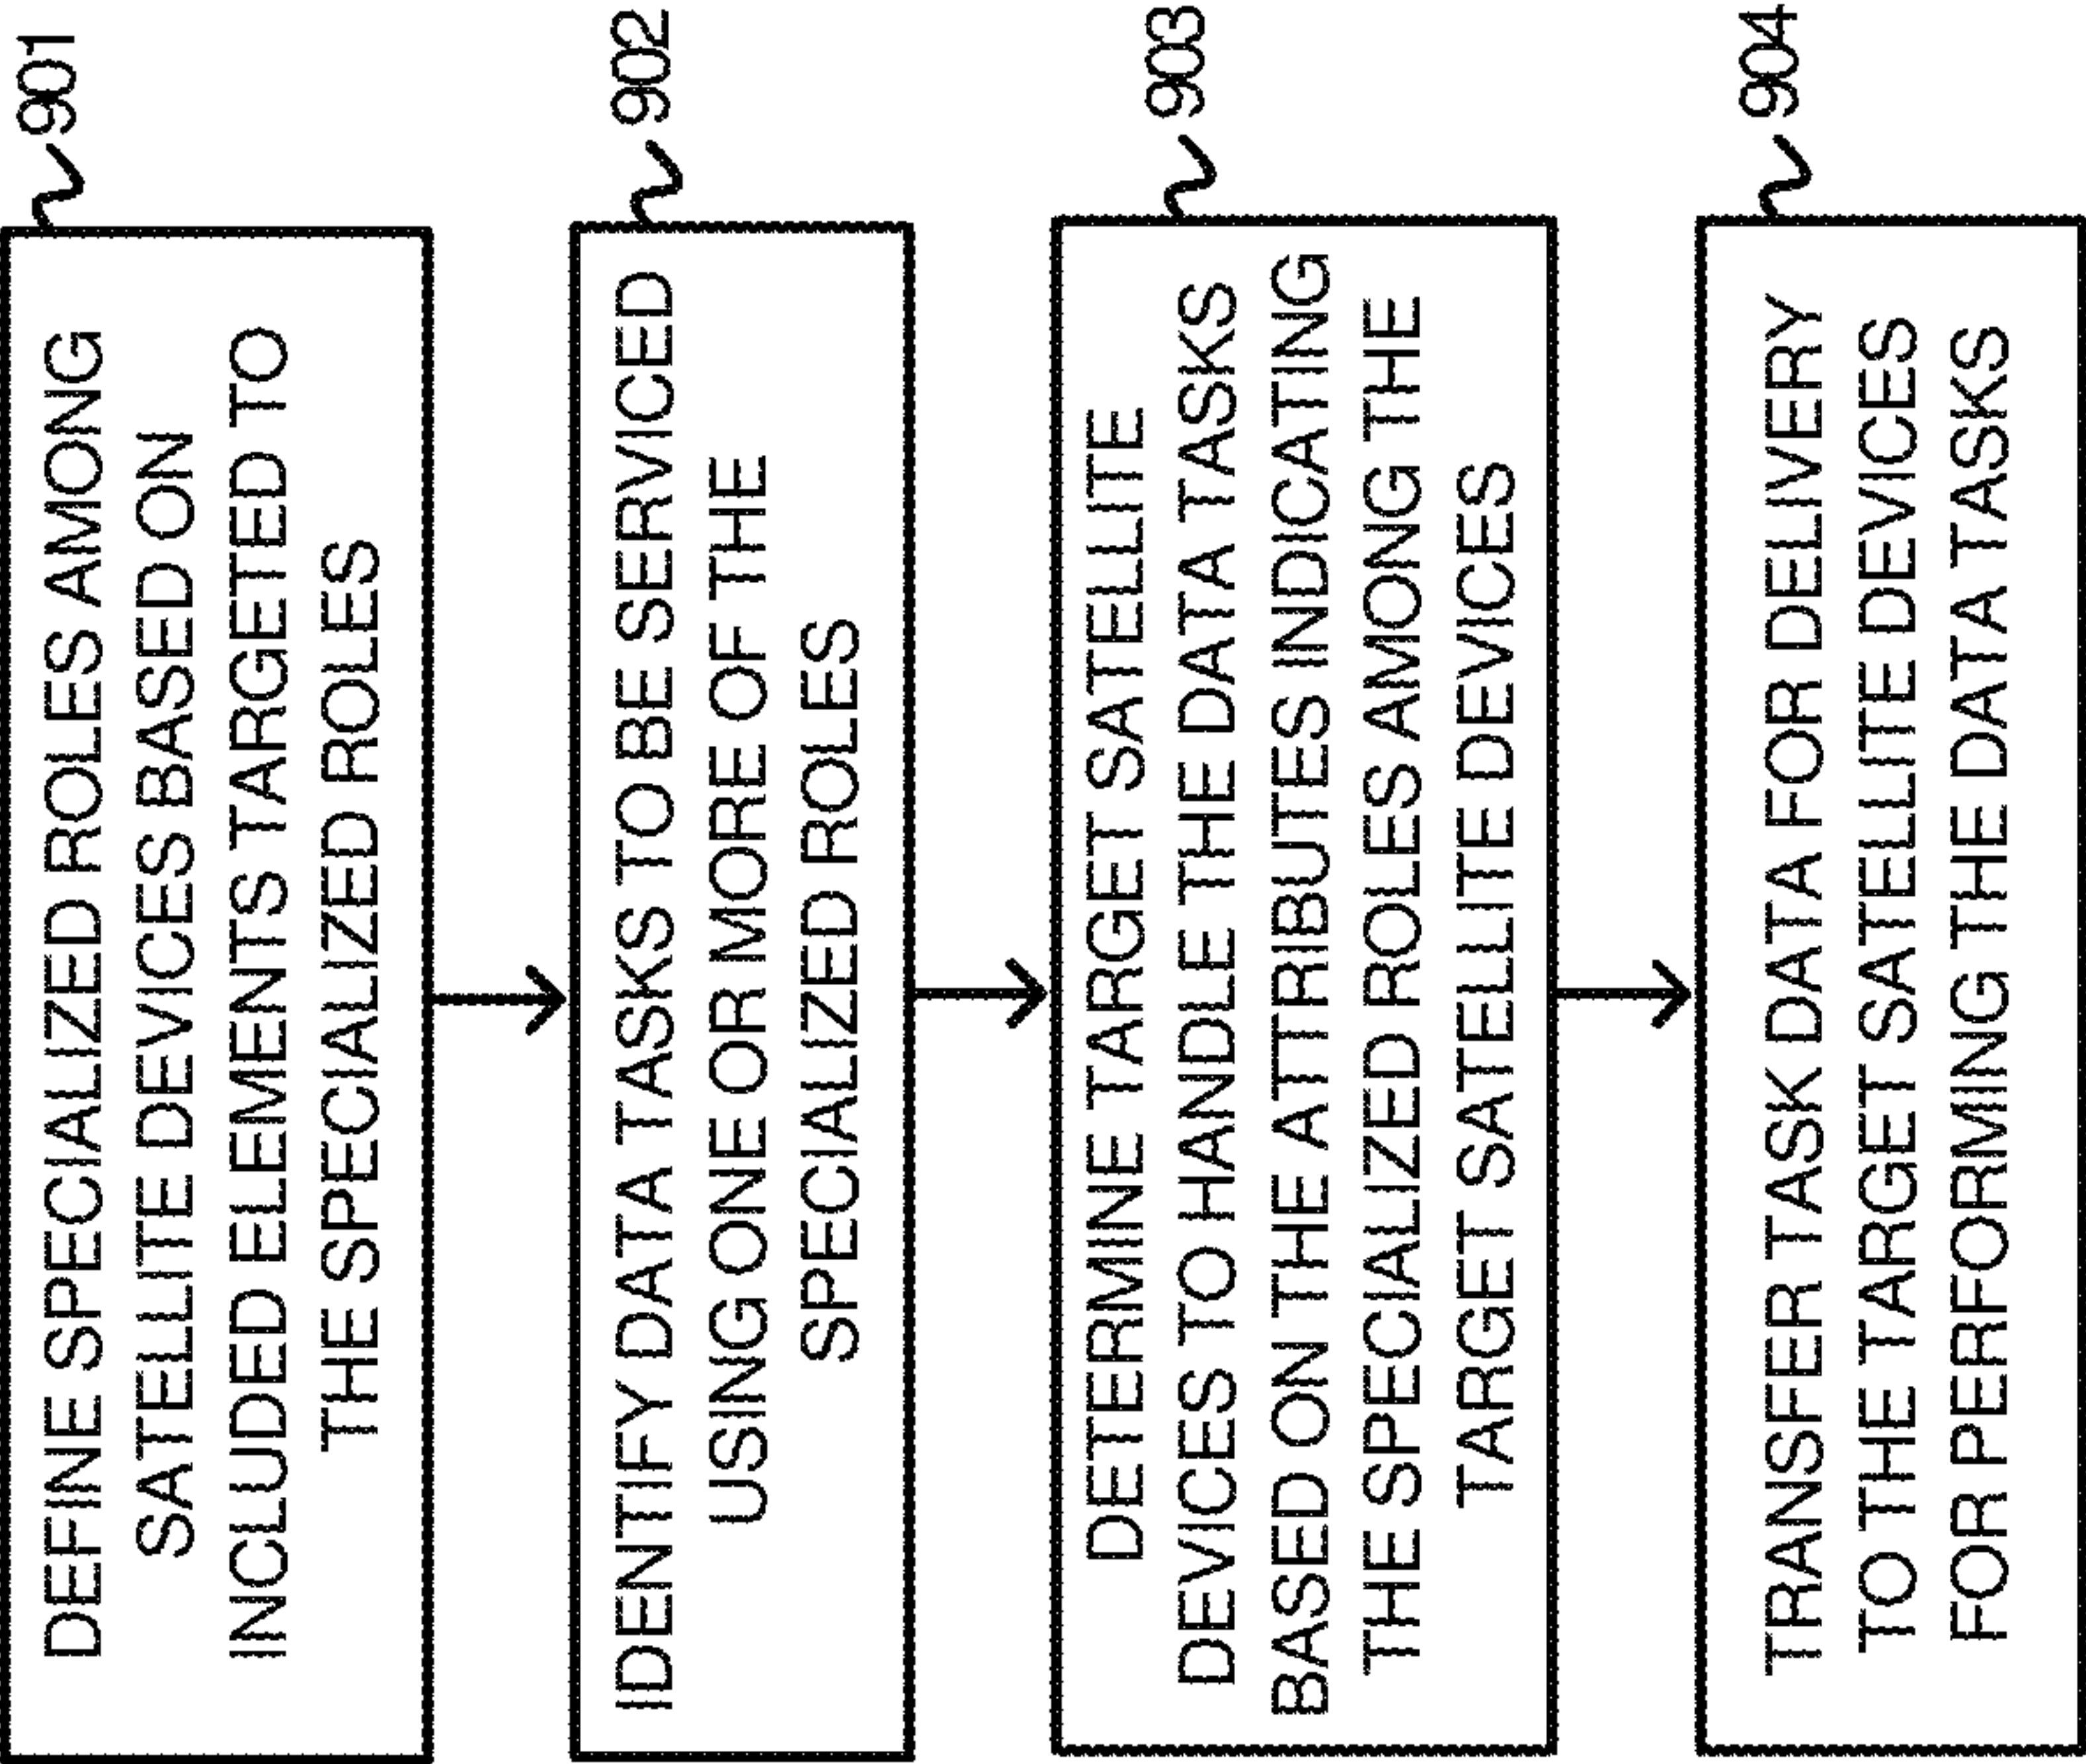 901
DEFINE SPECIALIZED ROLES AMONG
SATELLITE DEVICES BASED ON
INCLUDED ELEMENTS TARGETED TO
THE SPECIALIZED ROLES
902
IDENTIFY DATA TASKS TO BE SERVICED
USING ONE OR MORE OF THE
SPECIALIZED ROLES
903
DETERMINE TARGET SATELLITE
DEVICES TO HANDLE THE DATA TASKS
BASED ON THE ATTRIBUTES INDICATING
THE SPECIALIZED ROLES AMONG THE
TARGET SATELLITE DEVICES
904
TRANSFER TASK DATA FOR DELIVERY
TO THE TARGET SATELLITE DEVICES
FOR PERFORMING THE DATA TASKS